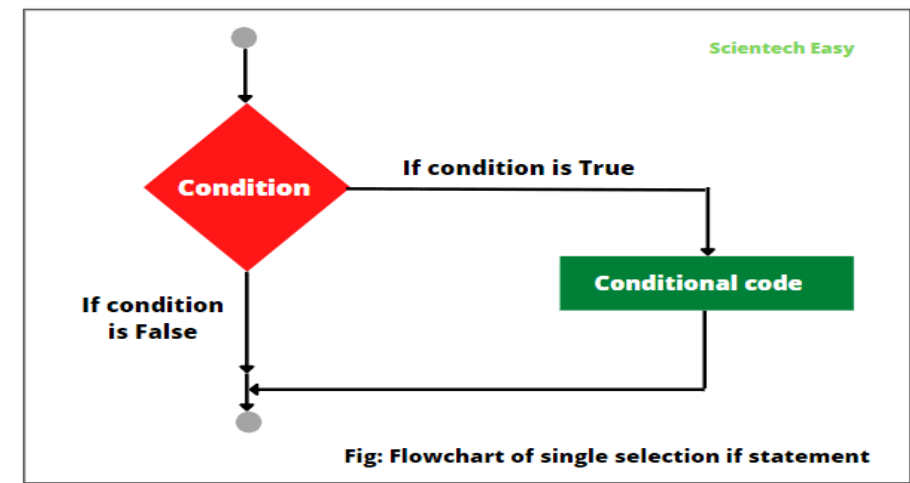 Scientech Easy
If condition is True
Condition
Conditional code
If condition
is False
Fig: Flowchart of single selection if statement